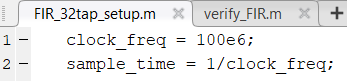 FIR_32tap_setup.m × verify_FIR.m × +
1 – clock_freq = 100e6;
2 – sample_time = 1/clock_freq;